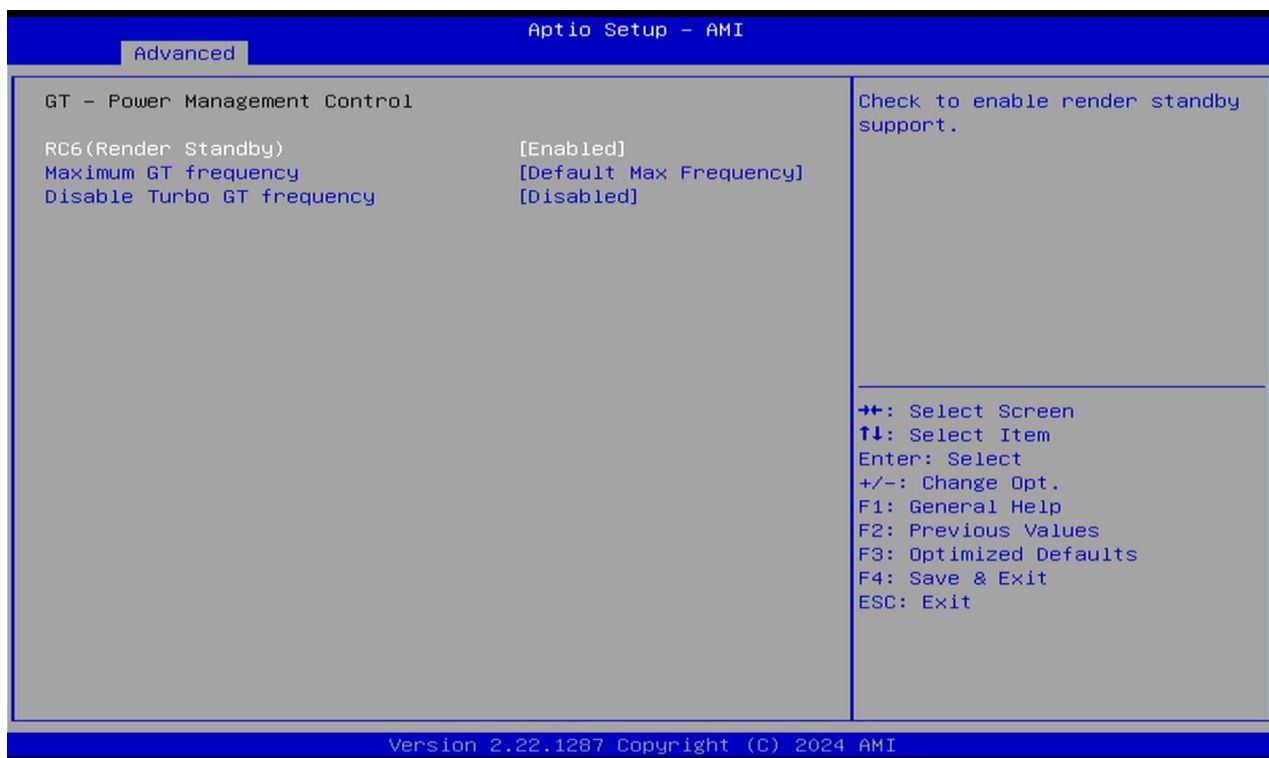 Aptio Setup – AMI
Advanced
GT – Power Management Control
RC6(Render Standby) [Enabled]
Maximum GT frequency [Default Max Frequency]
Disable Turbo GT frequency [Disabled]
Check to enable render standby
support.
→←: Select Screen
↑↓: Select Item
Enter: Select
+/-: Change Opt.
F1: General Help
F2: Previous Values
F3: Optimized Defaults
F4: Save & Exit
ESC: Exit
Version 2.22.1287 Copyright (C) 2024 AMI